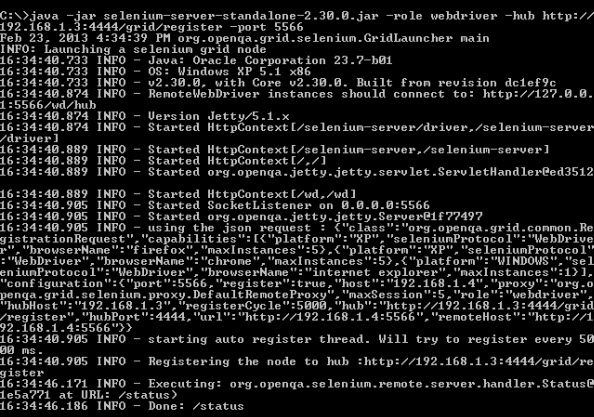 C:\>java -jar selenium-server-standalone-2.30.0.jar -role webdriver -hub http://
192.168.1.3:4444/grid/register -port 5566
Feb 23, 2013 4:34:39 PM org.openqa.grid.selenium.GridLauncher main
INFO: Launching a selenium grid node
16:34:40.733 INFO - Java: Oracle Corporation 23.7-b01
16:34:40.733 INFO - OS: Windows XP 5.1 x86
16:34:40.733 INFO - v2.30.0, with Core v2.30.0. Built from revision dc1ef9c
16:34:40.874 INFO - RemoteWebDriver instances should connect to: http://127.0.0.
1:5566/wd/hub
16:34:40.874 INFO - Version Jetty/5.1.x
16:34:40.874 INFO - Started HttpContext[/selenium-server/driver,/selenium-server
/driver]
16:34:40.889 INFO - Started HttpContext[/selenium-server,/selenium-server]
16:34:40.889 INFO - Started HttpContext[/,/]
16:34:40.889 INFO - Started org.openqa.jetty.jetty.servlet.ServletHandler@ed3512
16:34:40.889 INFO - Started HttpContext[/wd,/wd]
16:34:40.905 INFO - Started SocketListener on 0.0.0.0:5566
16:34:40.905 INFO - Started org.openqa.jetty.jetty.Server@1f77497
16:34:40.905 INFO - using the json request : {"class":"org.openqa.grid.common.Re
gistrationRequest","capabilities":[{"platform":"XP","seleniumProtocol":"WebDrive
r","browserName":"firefox","maxInstances":5},{"platform":"XP","seleniumProtocol"
:"WebDriver","browserName":"chrome","maxInstances":5},{"platform":"WINDOWS","sel
eniumProtocol":"WebDriver","browserName":"internet explorer","maxInstances":1}],
"configuration":{"port":5566,"register":true,"host":"192.168.1.4","proxy":"org.o
penqa.grid.selenium.proxy.DefaultRemoteProxy","maxSession":5,"role":"webdriver",
"hubHost":"192.168.1.3","registerCycle":5000,"hub":"http://192.168.1.3:4444/grid
/register","hubPort":4444,"url":"http://192.168.1.4:5566","remoteHost":"http://1
92.168.1.4:5566"}}
16:34:40.905 INFO - starting auto register thread. Will try to register every 50
00 ms.
16:34:40.905 INFO - Registering the node to hub :http://192.168.1.3:4444/grid/re
gister
16:34:46.171 INFO - Executing: org.openqa.selenium.remote.server.handler.Status@
1e5a771 at URL: /status)
16:34:46.186 INFO - Done: /status